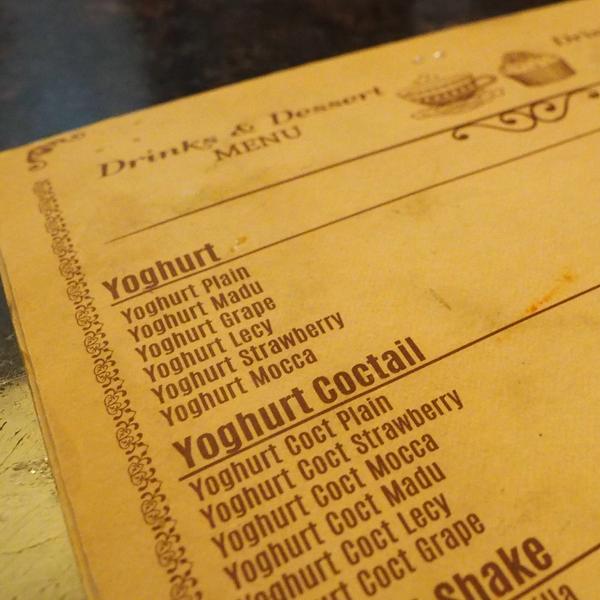 Drinks & Dessert
MENU
Yoghurt
Yoghurt Plain
Yoghurt Madu
Yoghurt Grape
Yoghurt Lecy
Yoghurt Strawberry
Yoghurt Mocca
Yoghurt Coctail
Yoghurt Coct Plain
Yoghurt Coct Strawberry
Yoghurt Coct Mocca
Yoghurt Coct Madu
Yoghurt Coct Lecy
Coct Grape
Shake